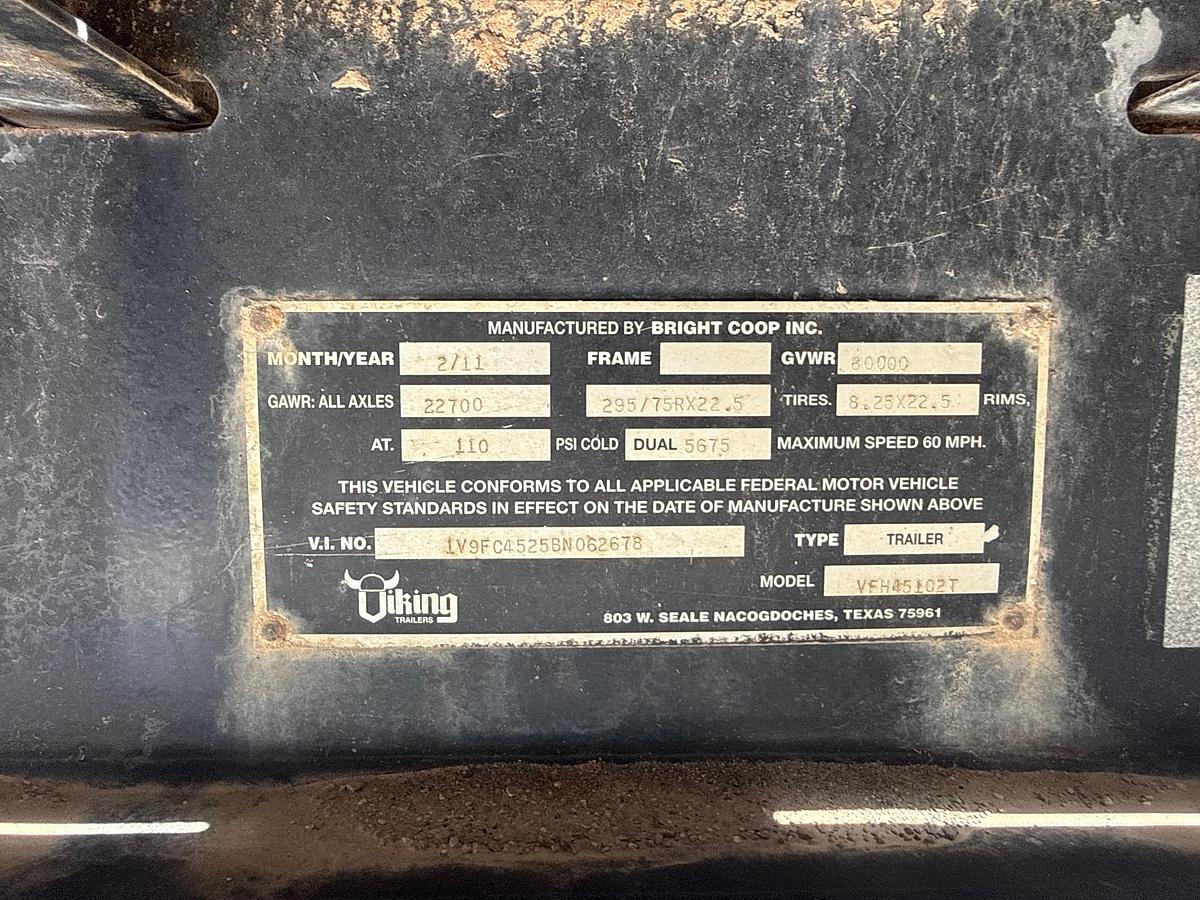 MANUFACTURED BY BRIGHT COOP INC.
MONTH/YEAR 2/11 FRAME GVWR 80000
GAWR: ALL AXLES 22700 295/75RX22.5 TIRES. 8.25X22.5 RIMS,
AT. 110 PSI COLD DUAL 5675 MAXIMUM SPEED 60 MPH.
THIS VEHICLE CONFORMS TO ALL APPLICABLE FEDERAL MOTOR VEHICLE
SAFETY STANDARDS IN EFFECT ON THE DATE OF MANUFACTURE SHOWN ABOVE
V.I. NO. 1V9FC4525BN062678 TYPE TRAILER
MODEL VFH45102T
Viking
TRAILERS
803 W. SEALE NACOGDOCHES, TEXAS 75961